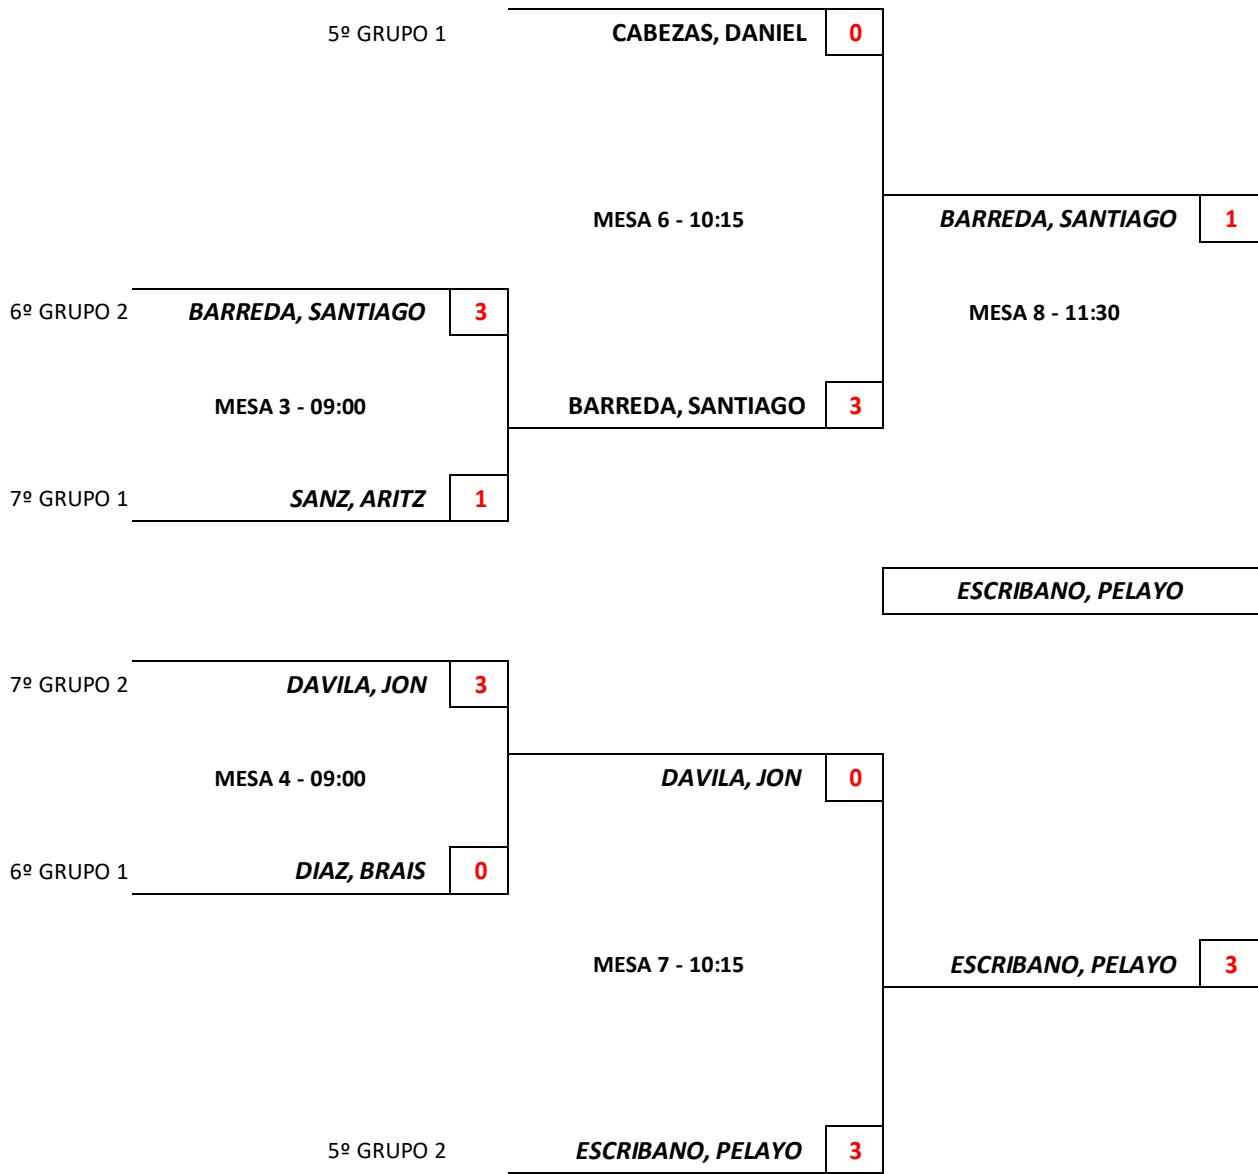 5º GRUPO 1 CABEZAS, DANIEL 0
MESA 6 - 10:15 BARREDA, SANTIAGO 1
6º GRUPO 2 BARREDA, SANTIAGO 3 MESA 8 - 11:30
MESA 3 - 09:00 BARREDA, SANTIAGO 3
7º GRUPO 1 SANZ, ARITZ 1
ESCRIBANO, PELAYO
7º GRUPO 2 DAVILA, JON 3
MESA 4 - 09:00 DAVILA, JON 0
6º GRUPO 1 DIAZ, BRAIS 0
MESA 7 - 10:15 ESCRIBANO, PELAYO 3
5º GRUPO 2 ESCRIBANO, PELAYO 3